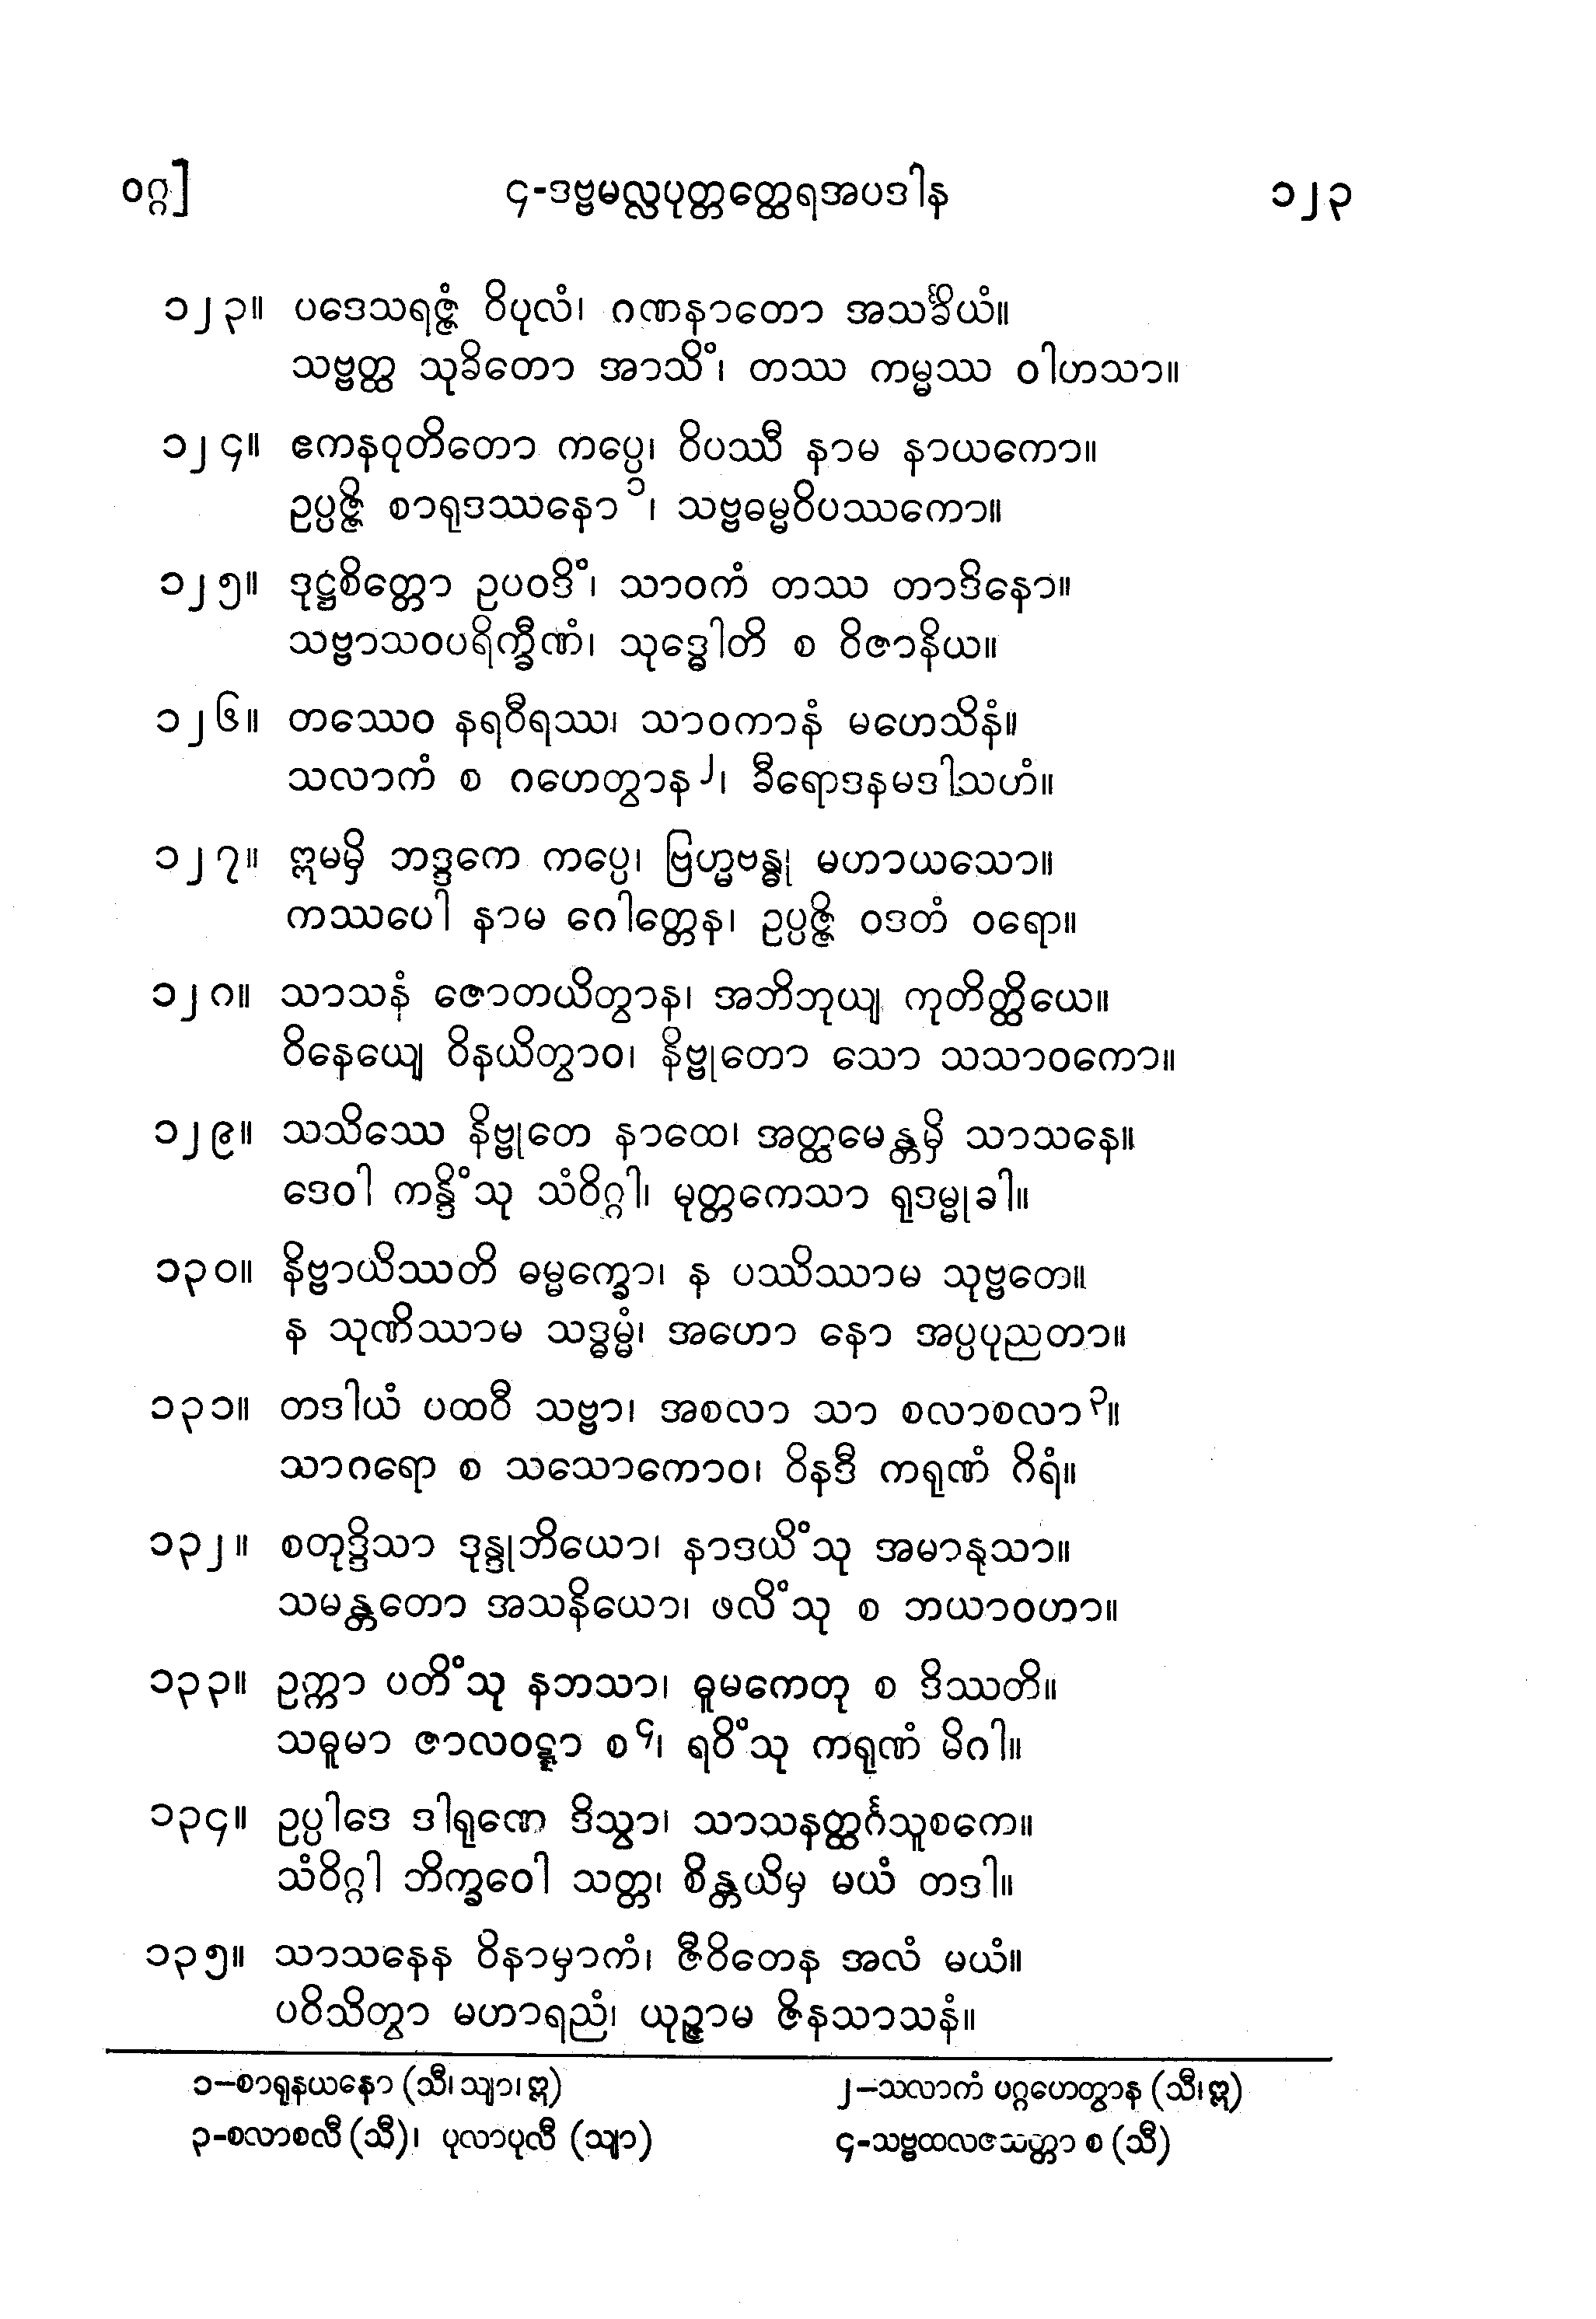 ဝဂ္ဂ]
၄-ဒဗ္ဗမလ္လပုတ္တတ္ထေရအပဒါန
၁၂၃
၁၂၃။ ပဒေသရဇ္ဇံ ဝိပုလံ၊ ဂဏနာတော အသင်္ခိယံ။
သဗ္ဗတ္ထ သုခိတော အာသိံ၊ တဿ ကမ္မဿ ဝါဟသာ။
၁၂၄။ ဧကနဝုတိတော ကပ္ပေ၊ ဝိပဿီ နာမ နာယကော။
ဥပ္ပဇ္ဇိ စာရုဒဿနော ၁၊ သဗ္ဗဓမ္မဝိပဿကော။
၁၂၅။ ဒုဋ္ဌစိတ္တော ဥပဝဒိံ၊ သာဝကံ တဿ တာဒိနော။
သဗ္ဗာသဝပရိက္ခီဏံ၊ သုဒ္ဓေါတိ စ ဝိဇာနိယ။
၁၂၆။ တဿေဝ နရဝီရဿ၊ သာဝကာနံ မဟေသိနံ။
သလာကံ စ ဂဟေတွာန ၂၊ ခီရောဒနမဒါသဟံ။
၁၂၇။ ဣမမှိ ဘဒ္ဒကေ ကပ္ပေ၊ ဗြဟ္မဗန္ဓု မဟာယသော။
ကဿပေါ နာမ ဂေါတ္တေန၊ ဥပ္ပဇ္ဇိ ဝဒတံ ဝရော။
၁၂၈။ သာသနံ ဇောတယိတွာန၊ အဘိဘုယျ ကုတိတ္ထိယေ။
ဝိနေယျေ ဝိနယိတွာဝ၊ နိဗ္ဗုတော သော သသာဝကော။
၁၂၉။ သသိဿေ နိဗ္ဗုတေ နာထေ၊ အတ္ထမေန္တမှိ သာသနေ။
ဒေဝါ ကန္ဒိံသု သံဝိဂ္ဂါ၊ မုတ္တကေသာ ရုဒမ္မုခါ။
၁၃၀။ နိဗ္ဗာယိဿတိ ဓမ္မက္ခော၊ န ပဿိဿာမ သုဗ္ဗတေ။
န သုဏိဿာမ သဒ္ဓမ္မံ၊ အဟော နော အပ္ပပုညတာ။
၁၃၁။ တဒါယံ ပထဝီ သဗ္ဗာ၊ အစလာ သာ စလာစလာ ၃။
သာဂရော စ သသောကောဝ၊ ဝိနဒီ ကရုဏံ ဂိရံ။
၁၃၂။ စတုဒ္ဒိသာ ဒုန္ဒုဘိယော၊ နာဒယိံသု အမာနုသာ။
သမန္တတော အသနိယော၊ ဖလိံသု စ ဘယာဝဟာ။
၁၃၃။ ဥက္ကာ ပတိံသု နဘသာ၊ ဓူမကေတု စ ဒိဿတိ။
သဓူမာ ဇာလဝဋ္ဋာ စ ၄၊ ရဝိံသု ကရုဏံ မိဂါ။
၁၃၄။ ဥပ္ပါဒေ ဒါရုဏေ ဒိသွာ၊ သာသနတ္ထင်္ဂသူစကေ။
သံဝိဂ္ဂါ ဘိက္ခဝေါ သတ္တ၊ စိန္တယိမှ မယံ တဒါ။
၁၃၅။ သာသနေန ဝိနာမှာကံ၊ ဇီဝိတေန အလံ မယံ။
ပဝိသိတွာ မဟာရညံ၊ ယုဉ္ဇာမ ဇိနသာသနံ။
၁-စာရုနယနော (သီ၊ သျာ၊ ဣ)
၂-သလာကံ ပဂ္ဂဟေတွာန (သီ၊ ဣ)
၃-စလာစလီ (သီ)၊ ပုလာပုလီ (သျာ)
၄-သဗ္ဗထလဇသတ္တာ စ (သီ)